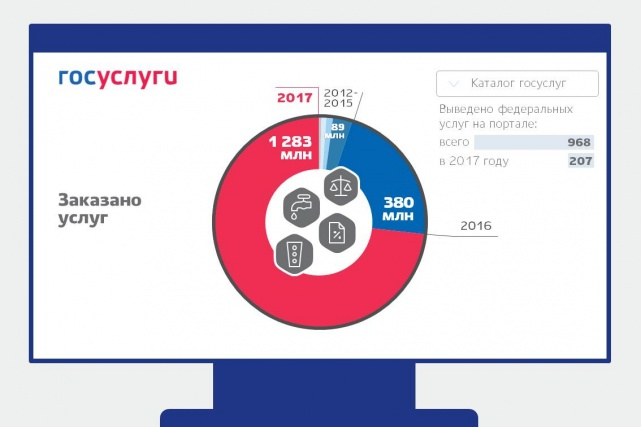 госуслуги
Заказано
услуг
2017
2012-
2015
89
млн
1 283
млн
380
млн
2016
Каталог госуслуг
Выведено федеральных
услуг на портале:
всего 968
в 2017 году 207